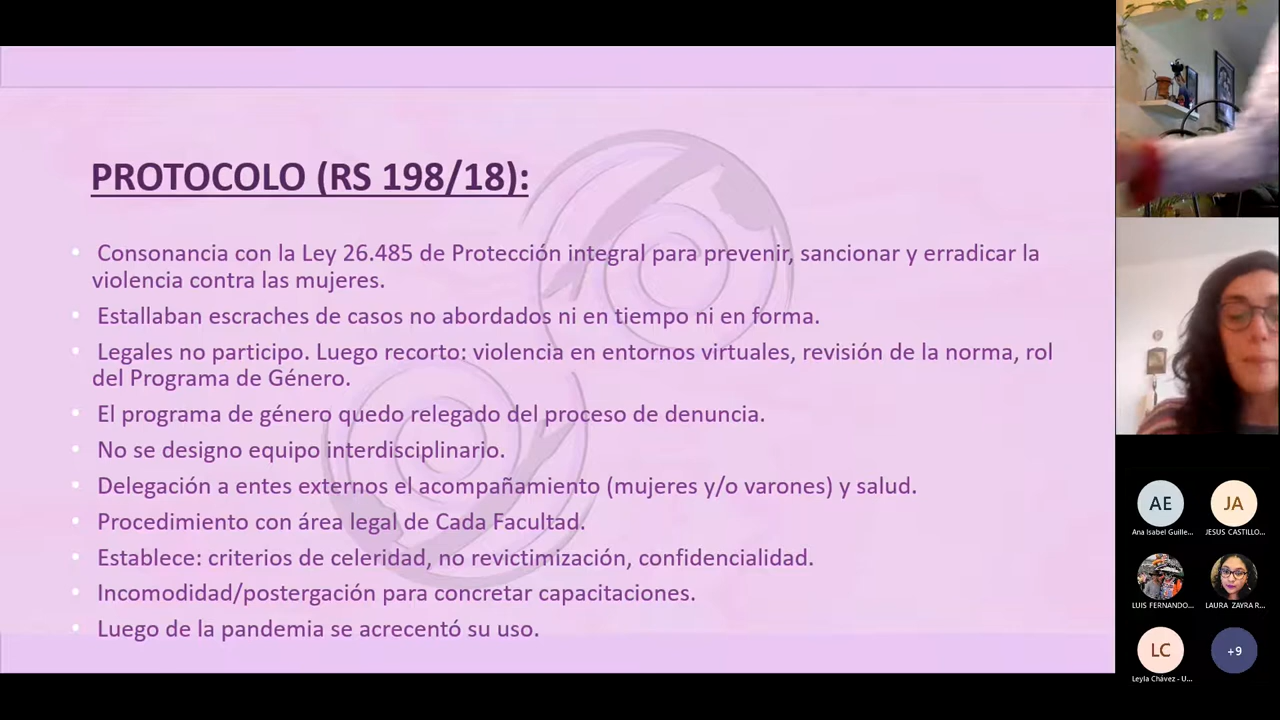 PROTOCOLO (RS 198/18):
Consonancia con la Ley 26.485 de Protección integral para prevenir, sancionar y erradicar la
violencia contra las mujeres.
Estallaban escraches de casos no abordados ni en tiempo ni en forma.
Legales no participo. Luego recorto: violencia en entornos virtuales, revisión de la norma, rol
del Programa de Género.
El programa de género quedo relegado del proceso de denuncia.
No se designo equipo interdisciplinario.
Delegación a entes externos el acompañamiento (mujeres y/o varones) y salud.
Procedimiento con área legal de Cada Facultad.
Establece: criterios de celeridad, no revictimización, confidencialidad.
Incomodidad/postergación para concretar capacitaciones.
Luego de la pandemia se acrecentó su uso.
AE
JA
Ana Isabel Guille...
JESUS CASTILLO...
LUIS FERNANDO...
LAURA ZAYRA R...
LC
+9
Leyla Chávez - U...